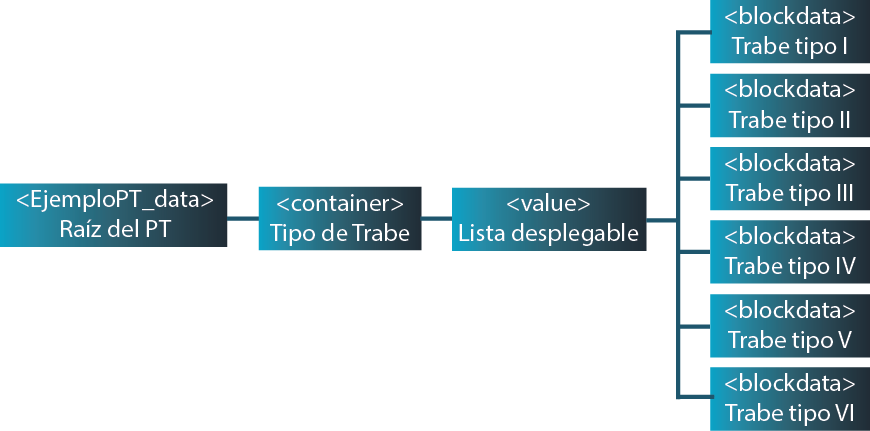 <EjemploPT_data>
Raíz del PT
<container>
Tipo de Trabe
<value>
Lista desplegable
<blockdata>
Trabe tipo I
<blockdata>
Trabe tipo II
<blockdata>
Trabe tipo III
<blockdata>
Trabe tipo IV
<blockdata>
Trabe tipo V
<blockdata>
Trabe tipo VI